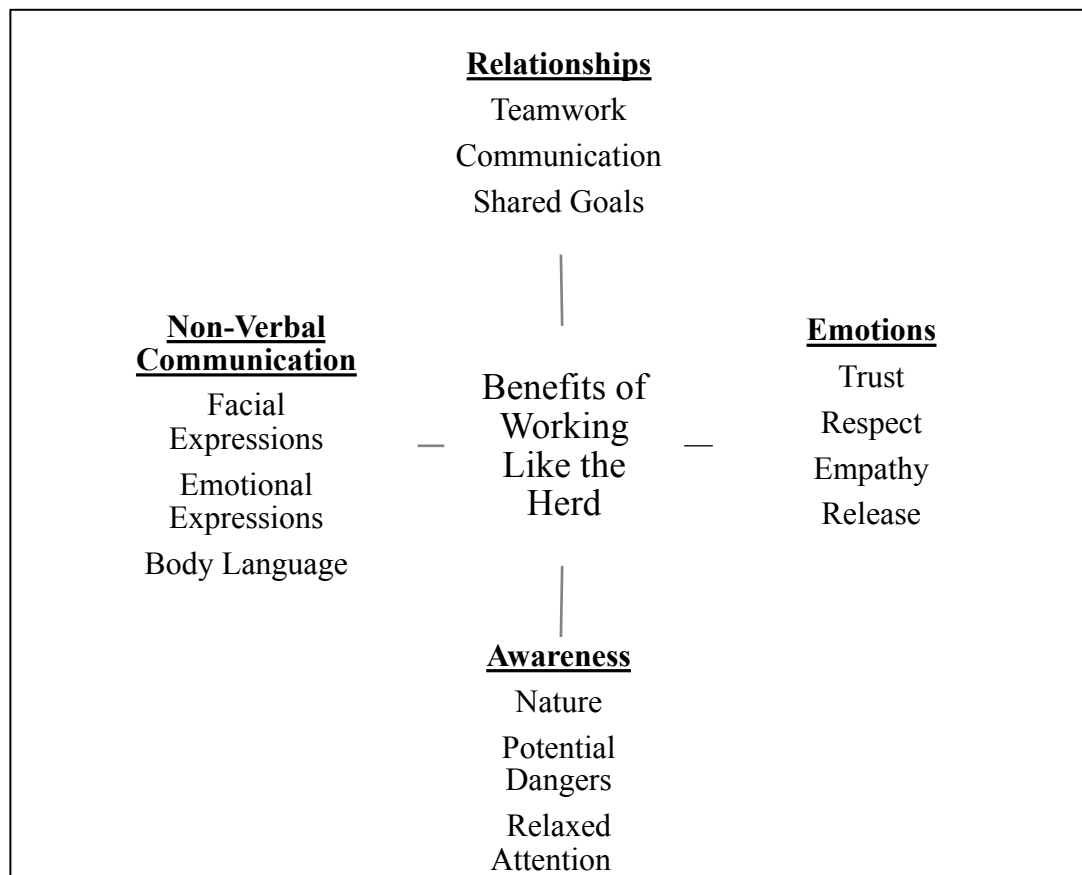 Relationships
Teamwork
Communication
Shared Goals
Non-Verbal
Communication
Facial
Expressions
Emotional
Expressions
Body Language
Benefits of
Working
Like the
Herd
Emotions
Trust
Respect
Empathy
Release
Awareness
Nature
Potential
Dangers
Relaxed
Attention